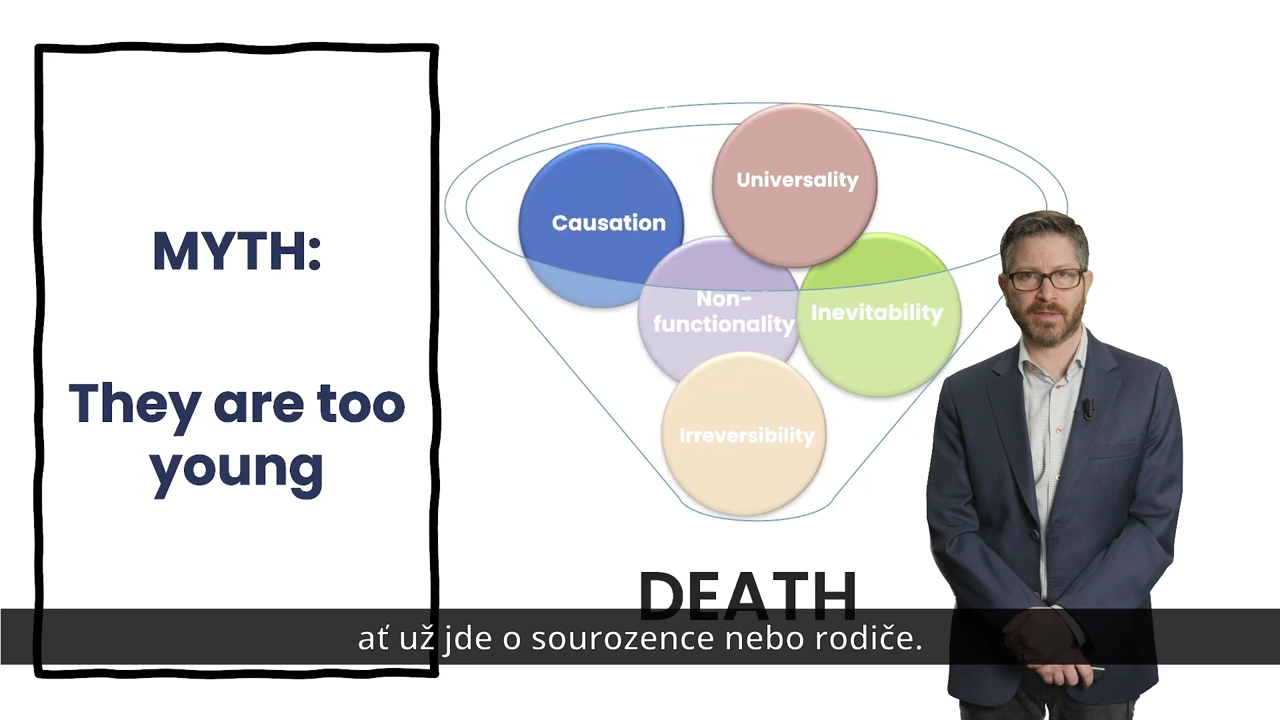 MYTH:
They are too
young
Universality
Causation
Non-
functionality
Inevitability
Irreversibility
DEATH
ať už jde o sourozence nebo rodiče.